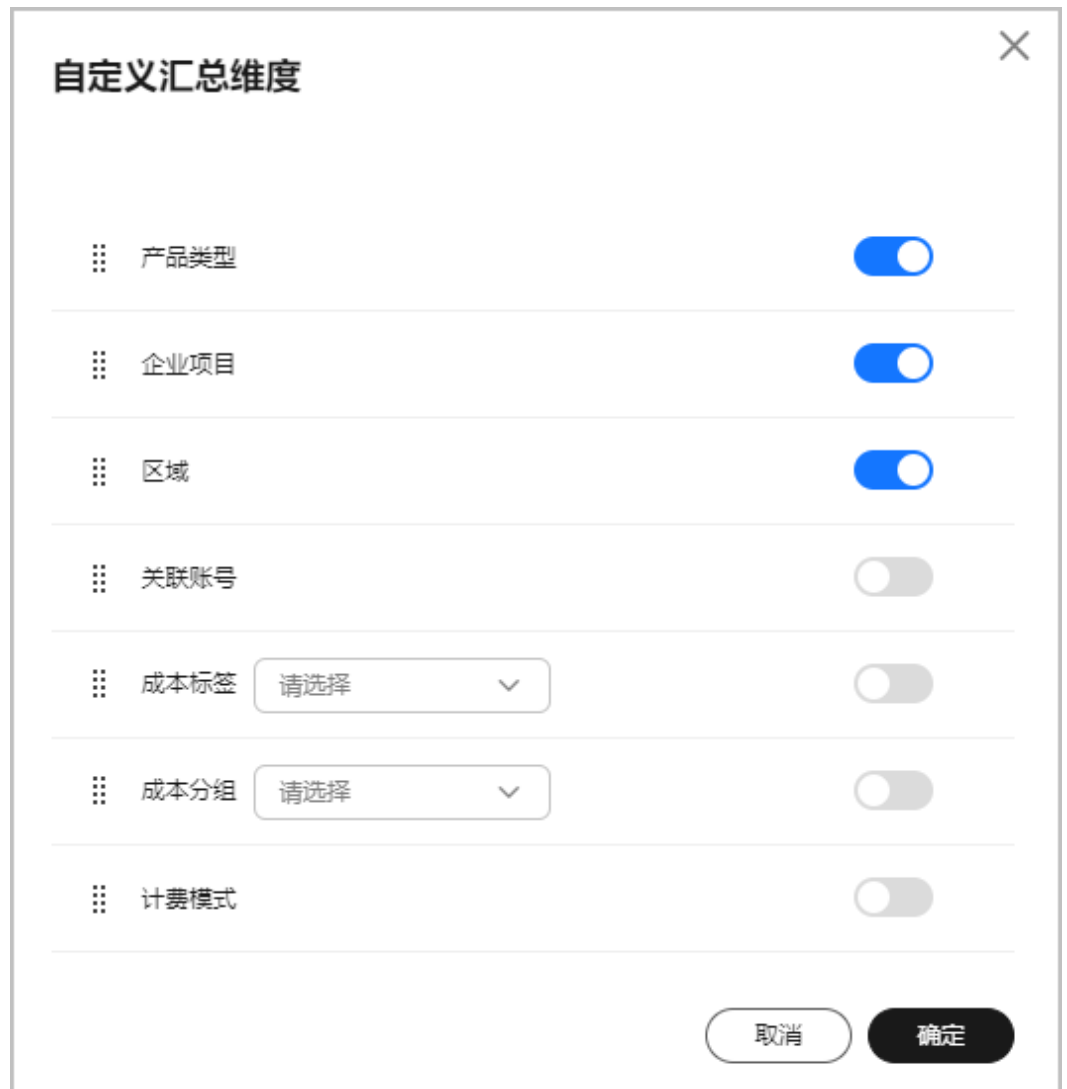 自定义汇总维度
产品类型
企业项目
区域
关联账号
成本标签 请选择
成本分组 请选择
计费模式
取消 确定